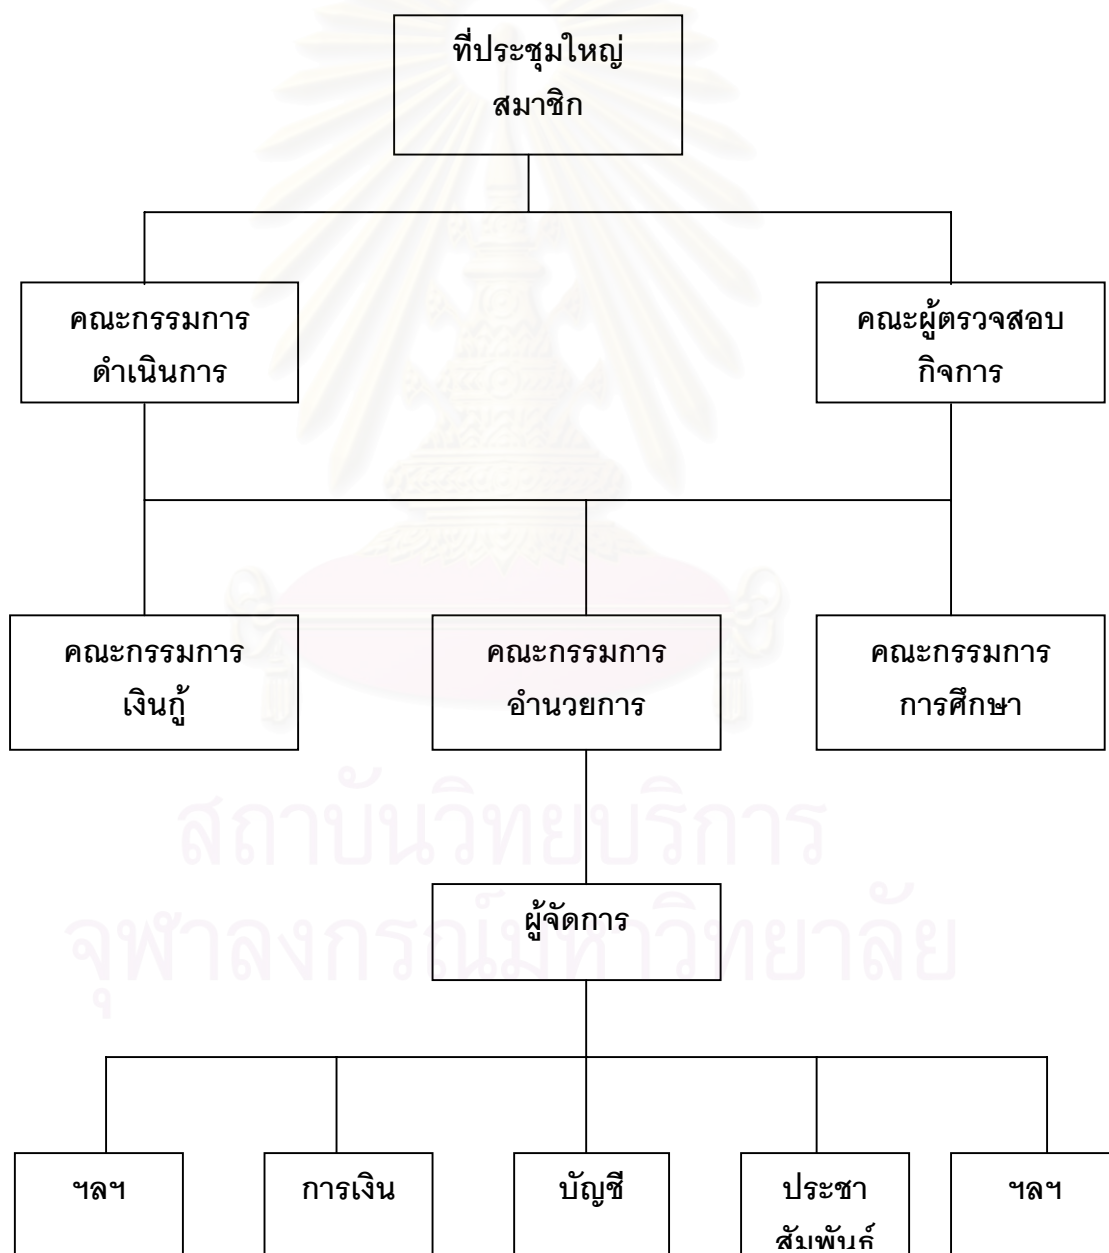 ที่ประชุมใหญ่
สมาชิก
คณะกรรมการ
ดำเนินการ
คณะผู้ตรวจสอบ
กิจการ
คณะกรรมการ
เงินกู้
คณะกรรมการ
อำนวยการ
คณะกรรมการ
การศึกษา
สถาบันวิทยบริการ
จุฬาลงกรณ์มหาวิทยาลัย
ผู้จัดการ
ฯลฯ
การเงิน
บัญชี
ประชา
สัมพันธ์
ฯลฯ